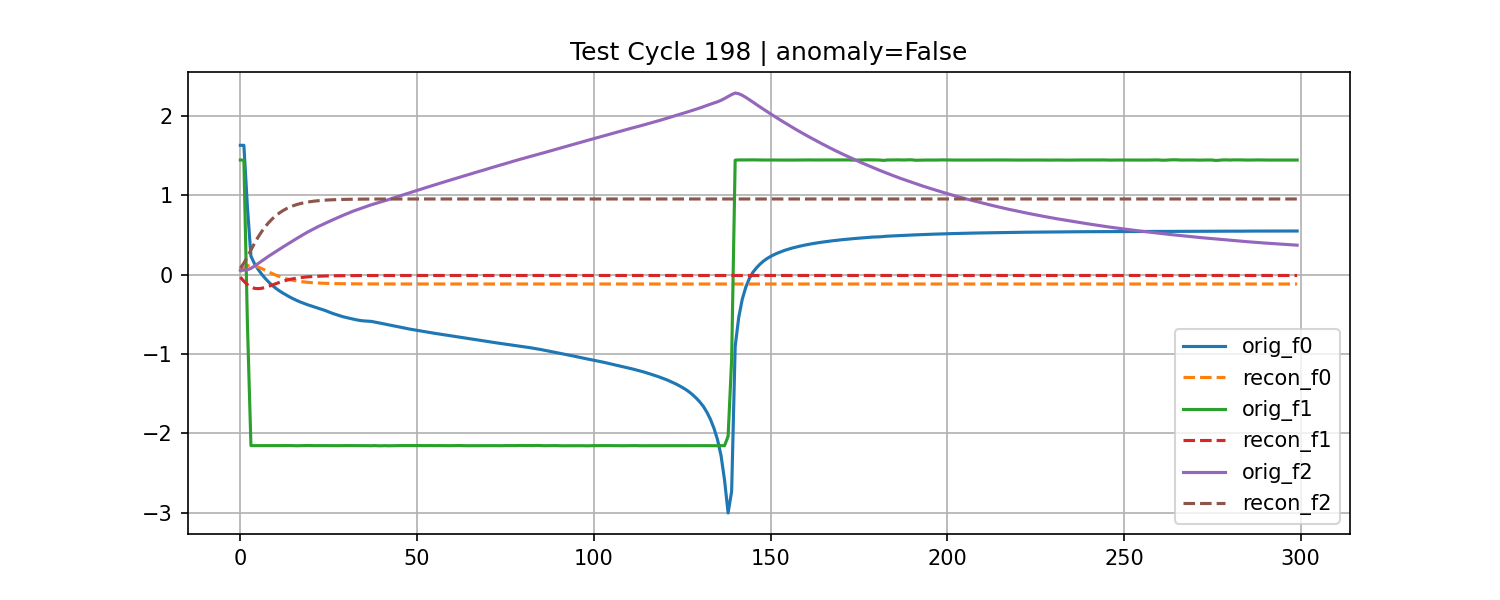 Test Cycle 198 | anomaly=False
2
1
0
−1
−2
−3
0
50
100
150
200
250
300
orig_f0
recon_f0
orig_f1
recon_f1
orig_f2
recon_f2